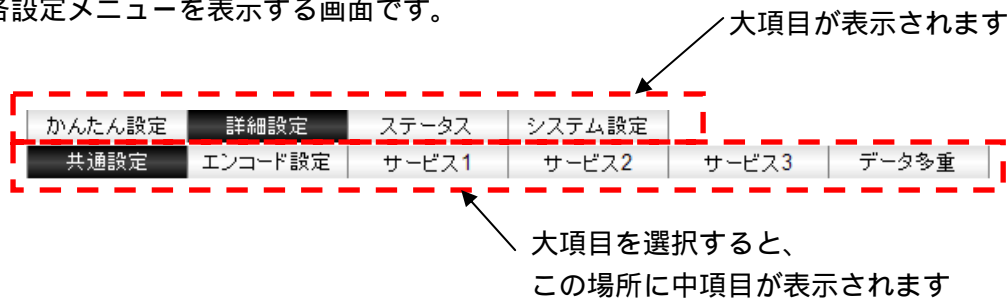 各設定メニューを表示する画面です。
大項目が表示されます
かんたん設定 詳細設定 ステータス システム設定
共通設定 エンコード設定 サービス1 サービス2 サービス3 データ多重
大項目を選択すると、
この場所に中項目が表示されます